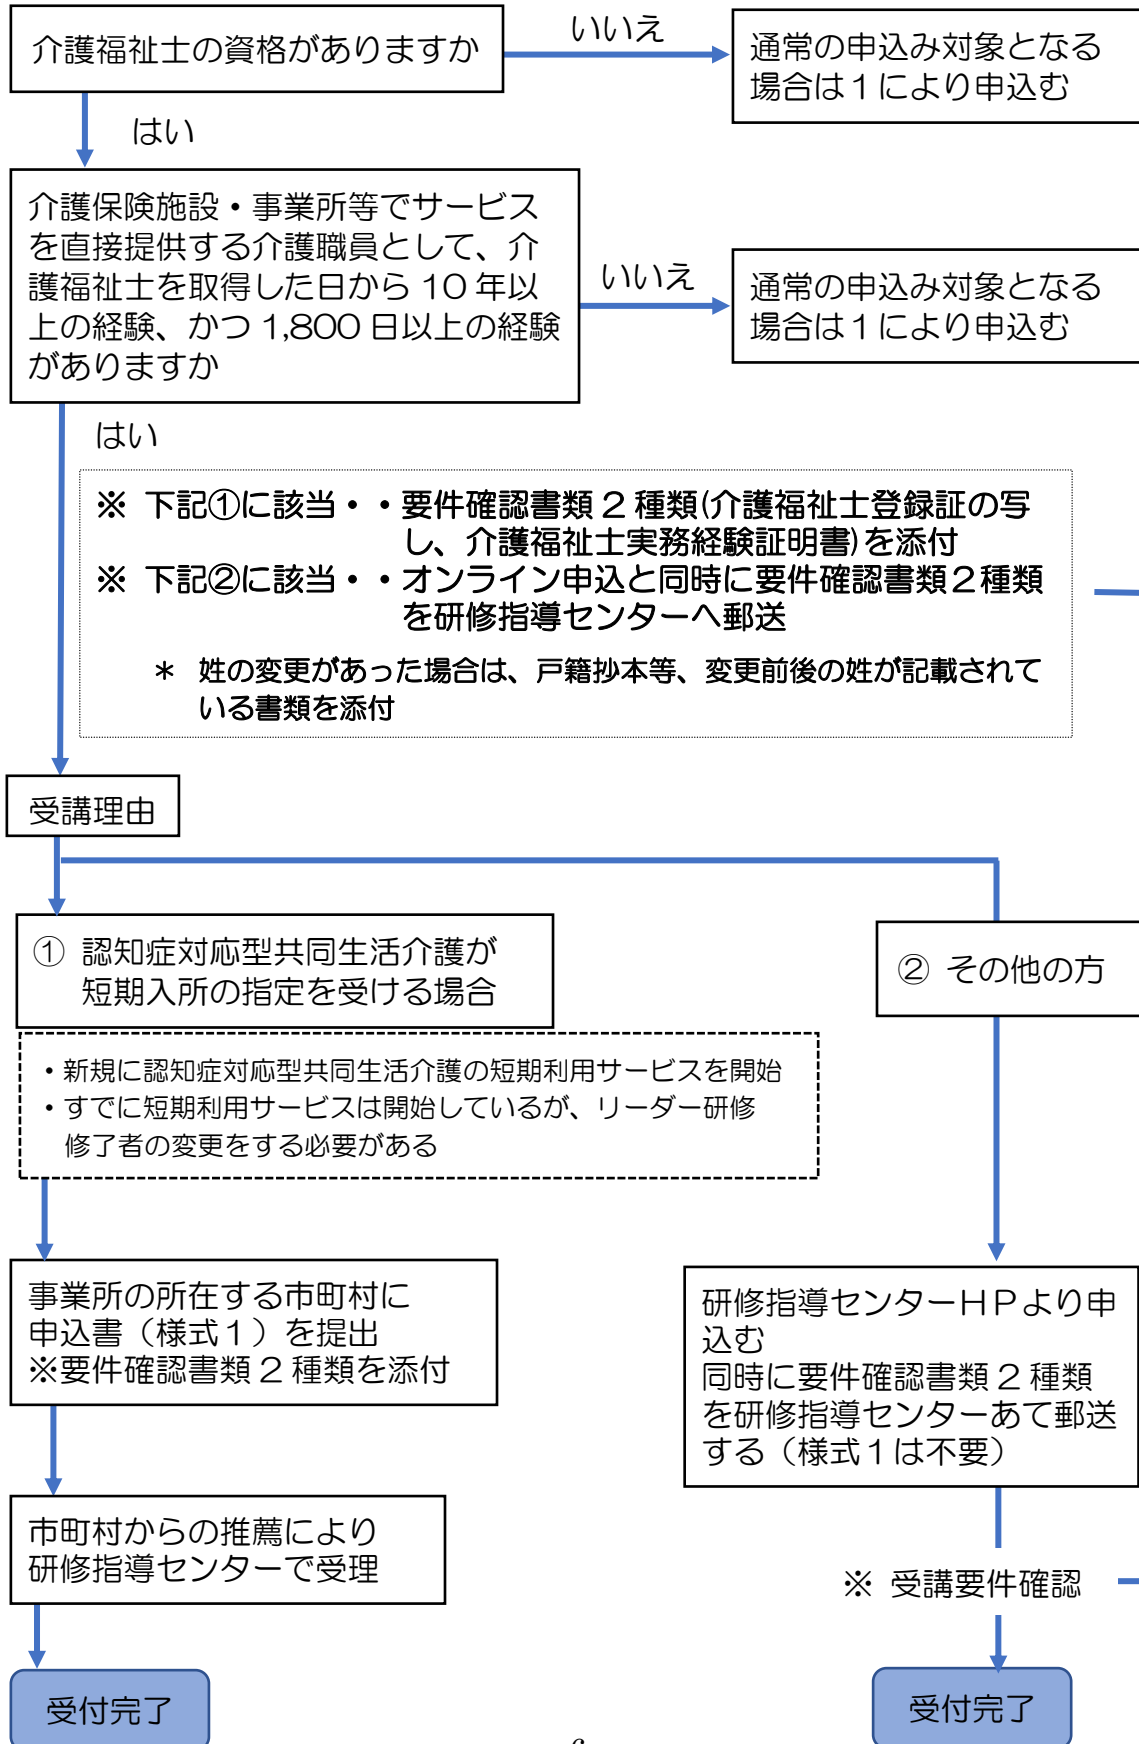 介護福祉士の資格がありますか
いいえ
通常の申込み対象となる
場合は１により申込む
はい
介護保険施設・事業所等でサービス
を直接提供する介護職員として、介
護福祉士を取得した日から 10 年以
上の経験、かつ 1,800 日以上の経験
がありますか
いいえ
通常の申込み対象となる
場合は１により申込む
はい
※ 下記①に該当・・要件確認書類 2 種類(介護福祉士登録証の写
し、介護福祉士実務経験証明書)を添付
※ 下記②に該当・・オンライン申込と同時に要件確認書類２種類
を研修指導センターへ郵送
＊ 姓の変更があった場合は、戸籍抄本等、変更前後の姓が記載されて
いる書類を添付
受講理由
① 認知症対応型共同生活介護が
短期入所の指定を受ける場合
② その他の方
・新規に認知症対応型共同生活介護の短期利用サービスを開始
・すでに短期利用サービスは開始しているが、リーダー研修
修了者の変更をする必要がある
事業所の所在する市町村に
申込書（様式１）を提出
※要件確認書類 2 種類を添付
研修指導センターＨＰより申
込む
同時に要件確認書類 2 種類
を研修指導センターあて郵送
する（様式１は不要）
市町村からの推薦により
研修指導センターで受理
※ 受講要件確認
受付完了
受付完了